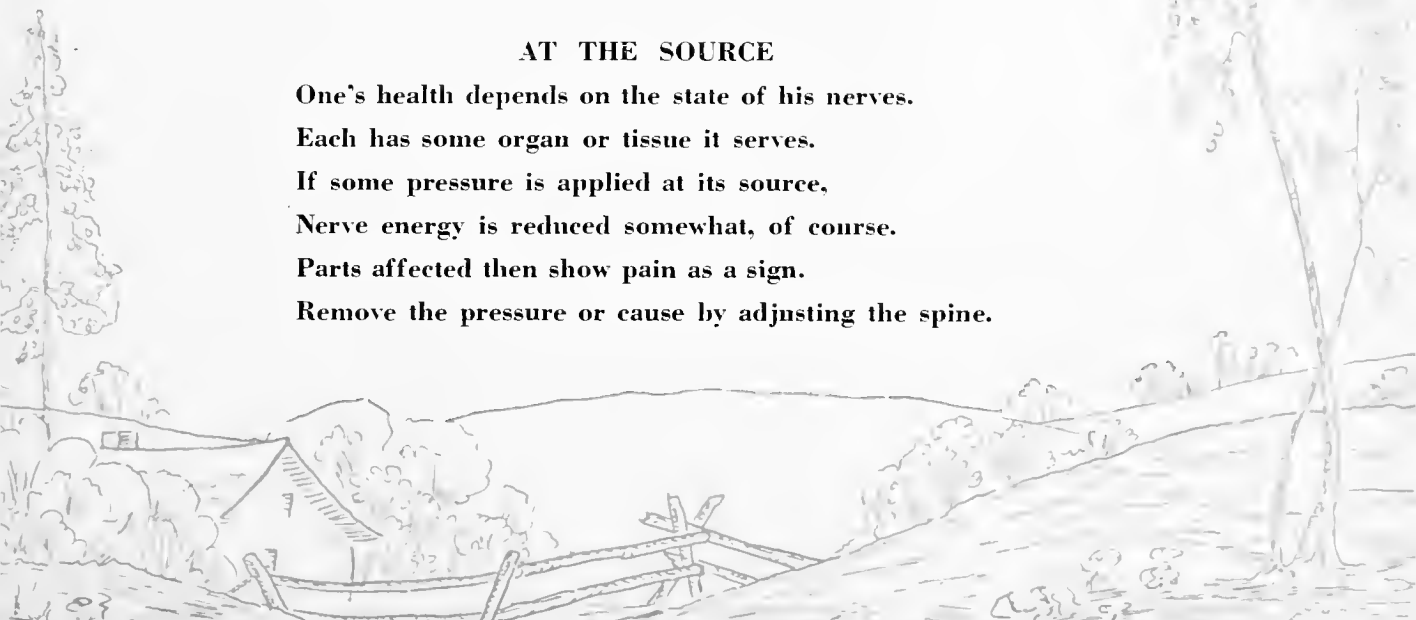 AT THE SOURCE
One's health depends on the state of his nerves.
Each has some organ or tissue it serves.
If some pressure is applied at its source,
Nerve energy is reduced somewhat, of course.
Parts affected then show pain as a sign.
Remove the pressure or cause by adjusting the spine.